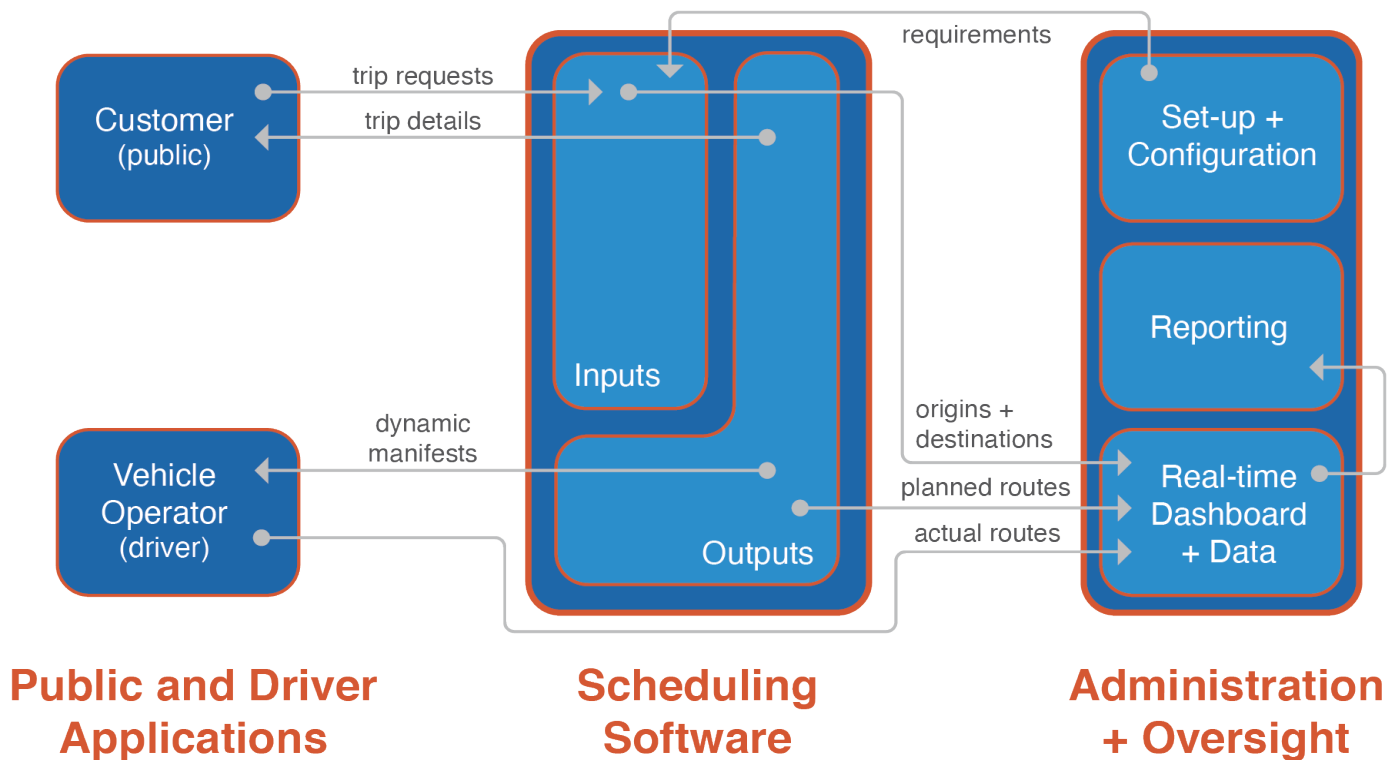 requirements
trip requests
trip details
Customer
(public)
Set-up +
Configuration
Inputs
Reporting
dynamic
manifests
origins +
destinations
Vehicle
Operator
(driver)
planned routes
actual routes
Outputs
Real-time
Dashboard
+ Data
Public and Driver
Applications
Scheduling
Software
Administration
+ Oversight